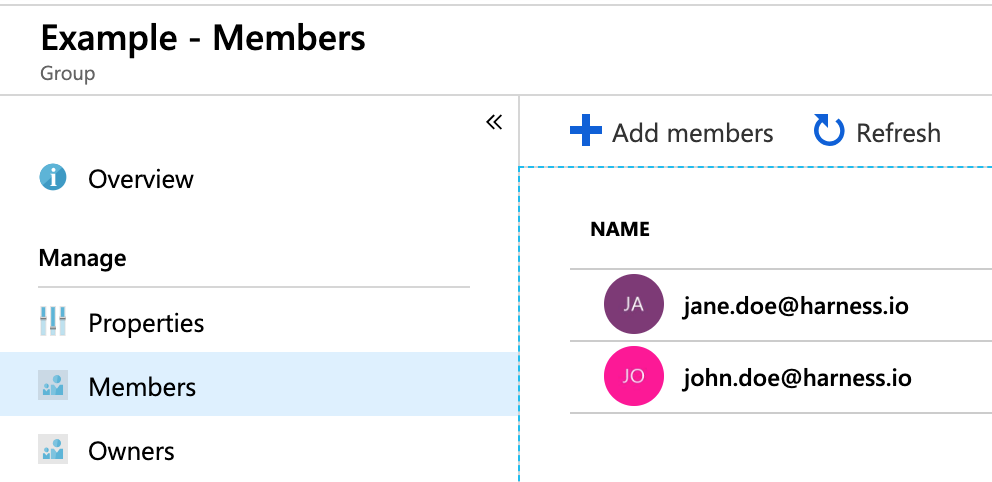 Example - Members
Group
«
Overview
Manage
Properties
Members
Owners
Add members Refresh
NAME
JA jane.doe@harness.io
JO john.doe@harness.io